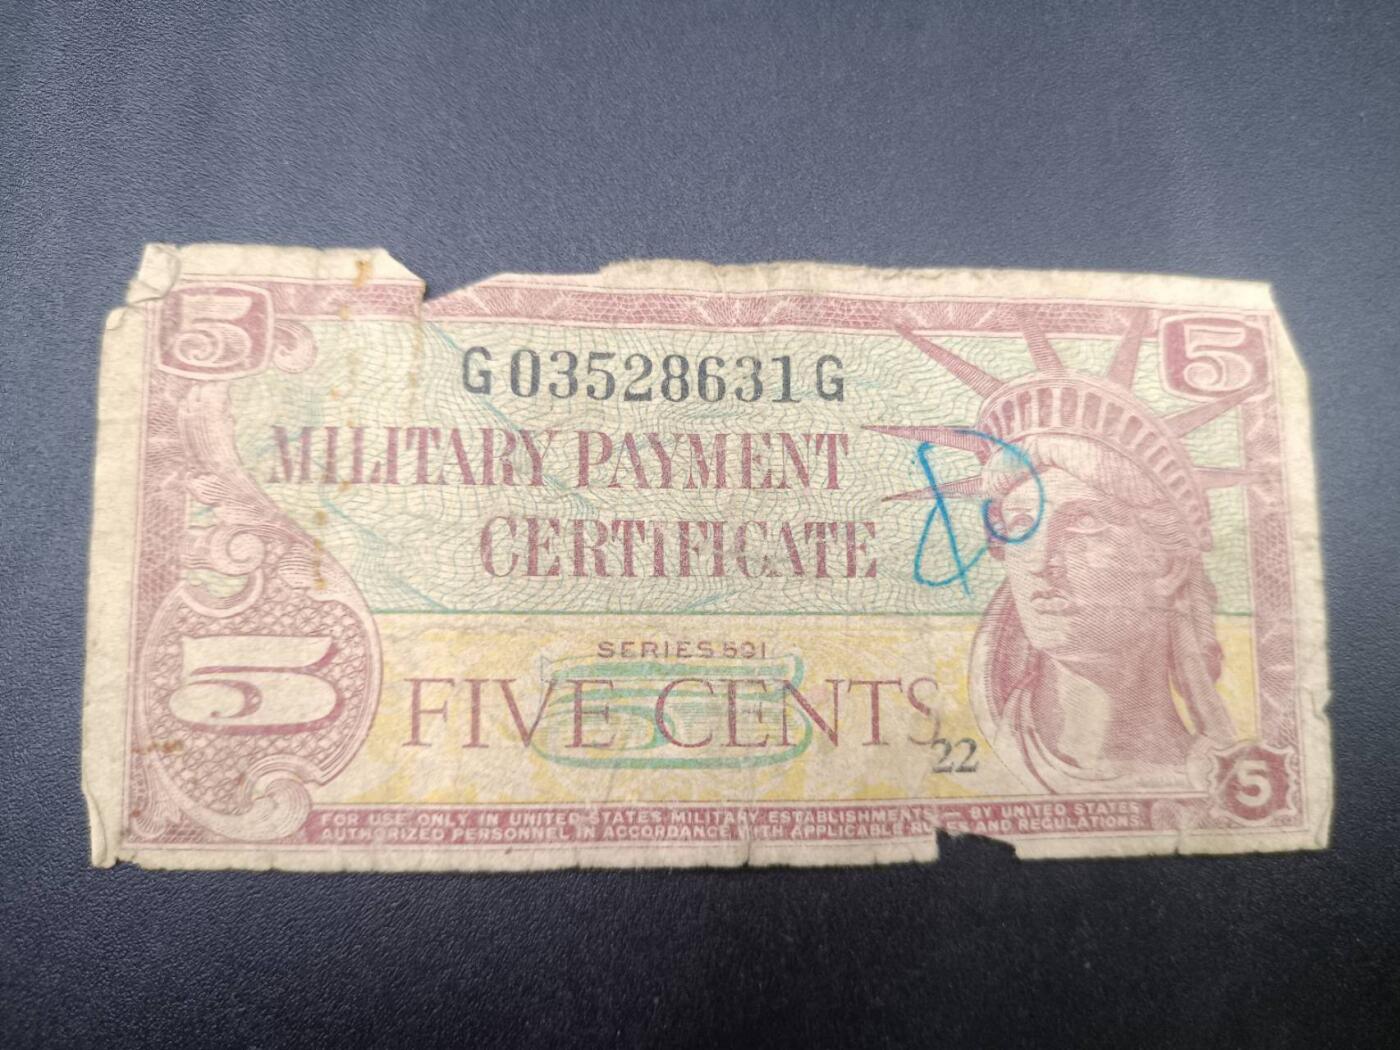 5
5
G03528631G
MILITARY PAYMENT
CERTIFICATE
SERIES 591
5
FIVE CENTS
22
5
FOR USE ONLY IN UNITED STATES MILITARY ESTABLISHMENTS — BY UNITED STATES
AUTHORIZED PERSONNEL IN ACCORDANCE WITH APPLICABLE AND REGULATIONS.